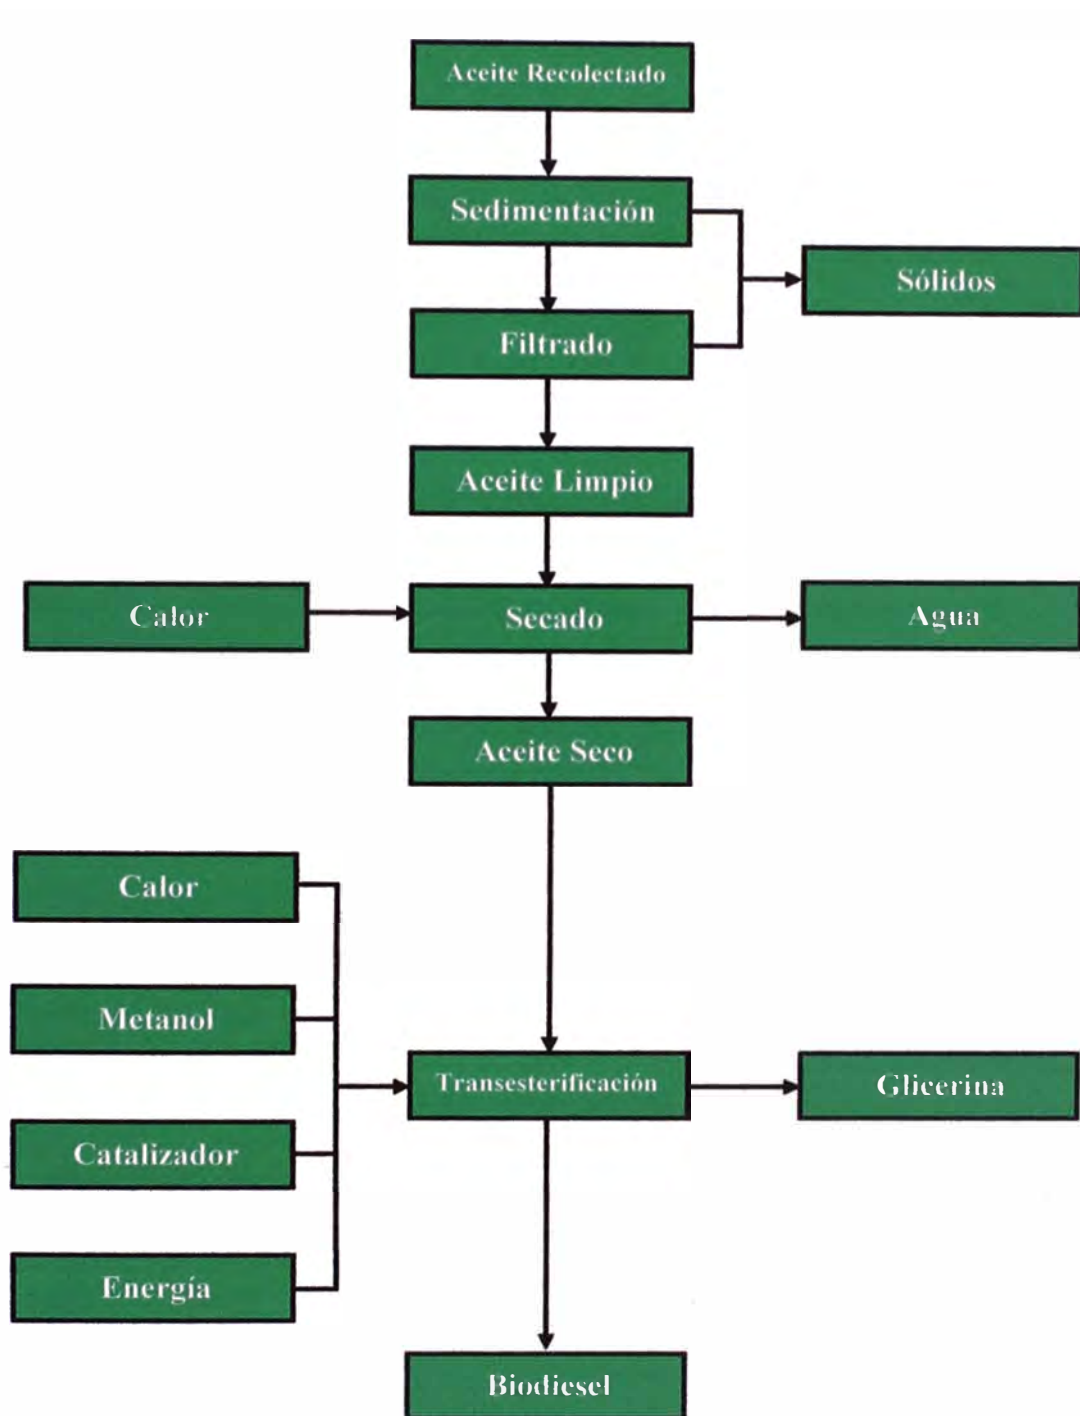 Aceite Recolectado
Sedimentación
Sólidos
Filtrado
Aceite Limpio
Calor
Secado
Agua
Aceite Seco
Calor
Metanol
Transesterificación
Glicerina
Catalizador
Energía
Biodiesel